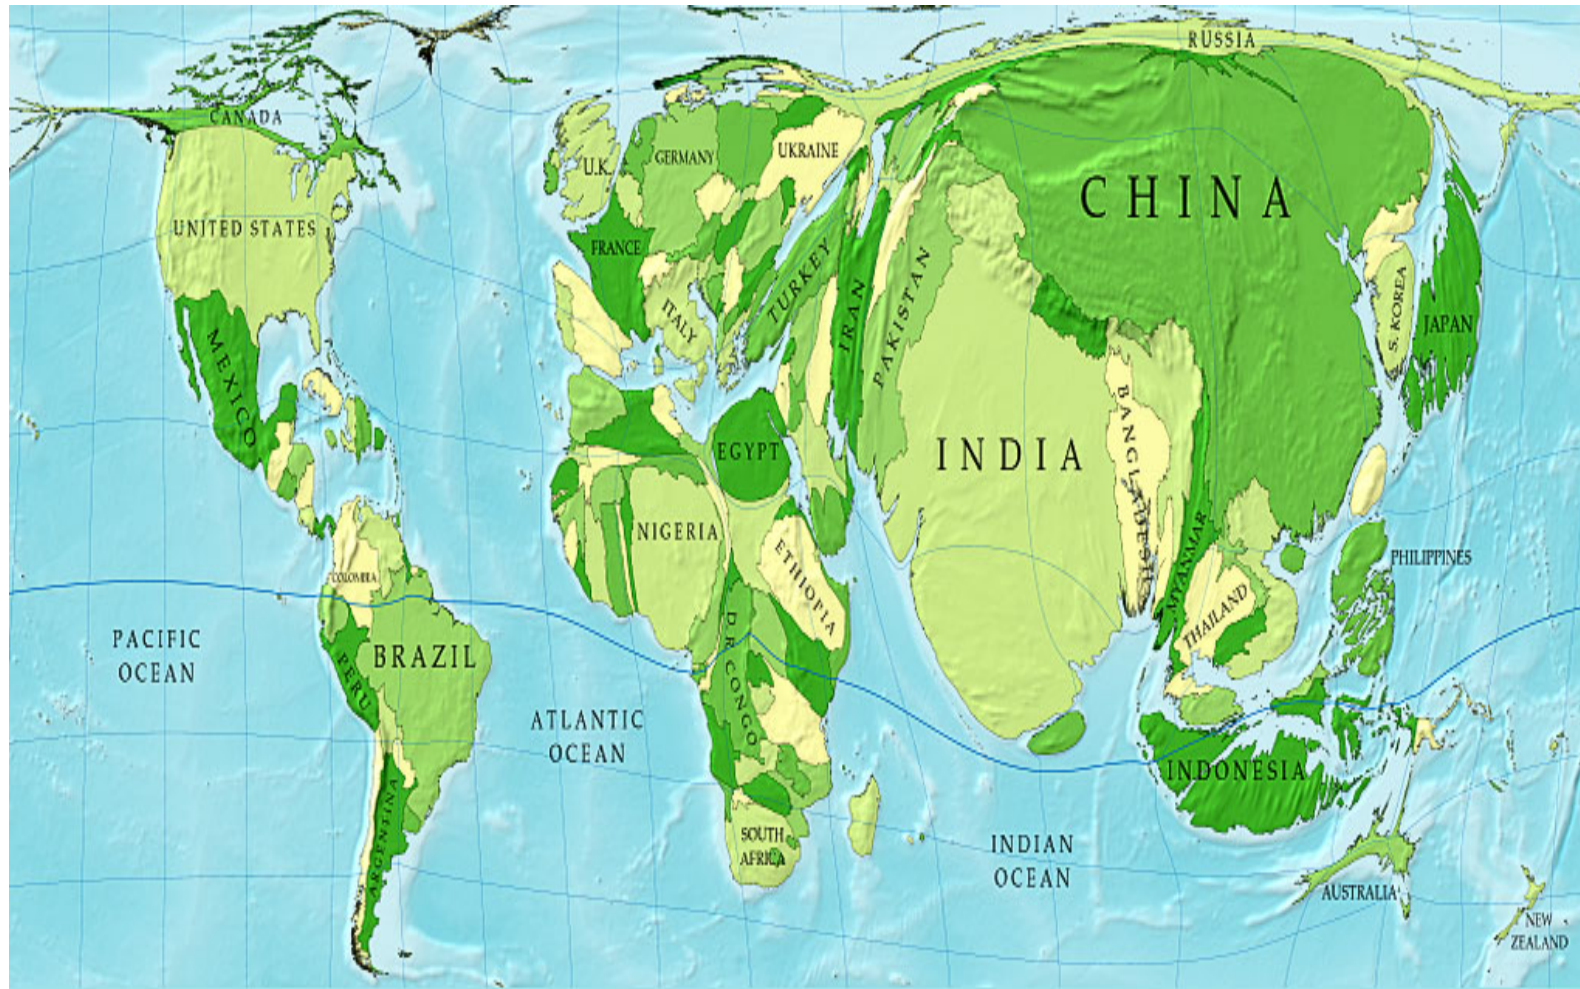 RUSSIA
CANADA
U.K.
GERMANY
UKRAINE
CHINA
UNITED STATES
FRANCE
TURKEY
IRAN
PAKISTAN
ITALY
S. KOREA
JAPAN
MEXICO
EGYPT
INDIA
BANGLADESH
NIGERIA
ETHIOPIA
MYANMAR
PHILIPPINES
COLOMBIA
THAILAND
PACIFIC
OCEAN
BRAZIL
PERU
D R CONGO
ATLANTIC
OCEAN
INDONESIA
ARGENTINA
SOUTH
AFRICA
INDIAN
OCEAN
AUSTRALIA
NEW
ZEALAND